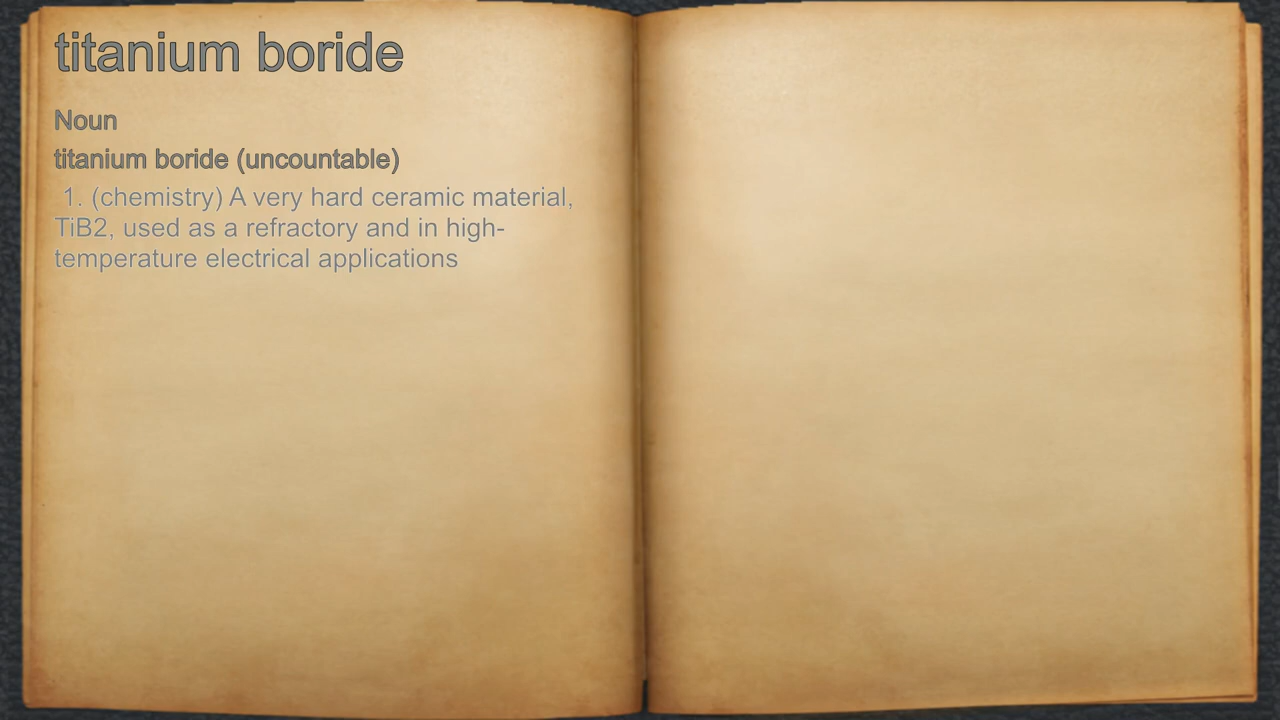 titanium boride
Noun
titanium boride (uncountable)
1. (chemistry) A very hard ceramic material,
TiB2, used as a refractory and in high-
temperature electrical applications